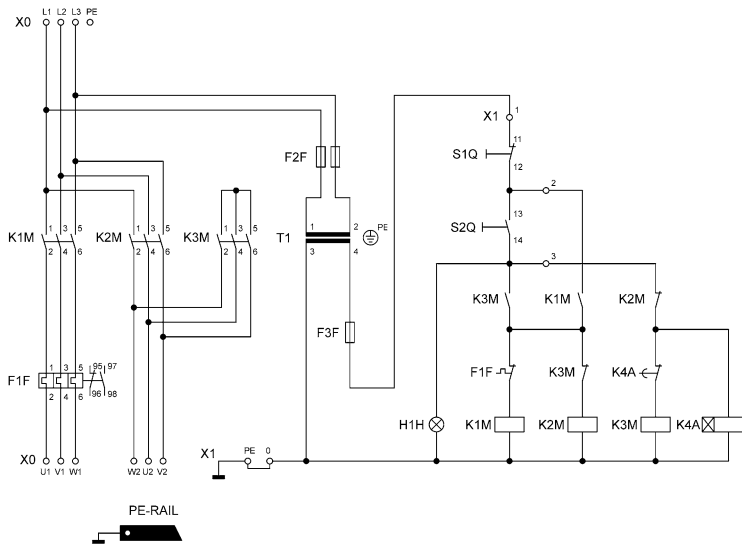 X0 L1 L2 L3 PE
X1 1
F2F
S1Q 11
12
2
1 3 5 1 3 5 1 3 5
K1M K2M K3M
2 4 6 2 4 6 2 4 6
T1 1 2 PE
3 4
S2Q 13
14
3
K3M K1M K2M
F3F
F1F 1 3 5 95 97
2 4 6 96 98
F1F K3M K4A
H1H K1M K2M K3M K4A
X0 U1 V1 W1 W2 U2 V2
X1 PE 0
PE-RAIL